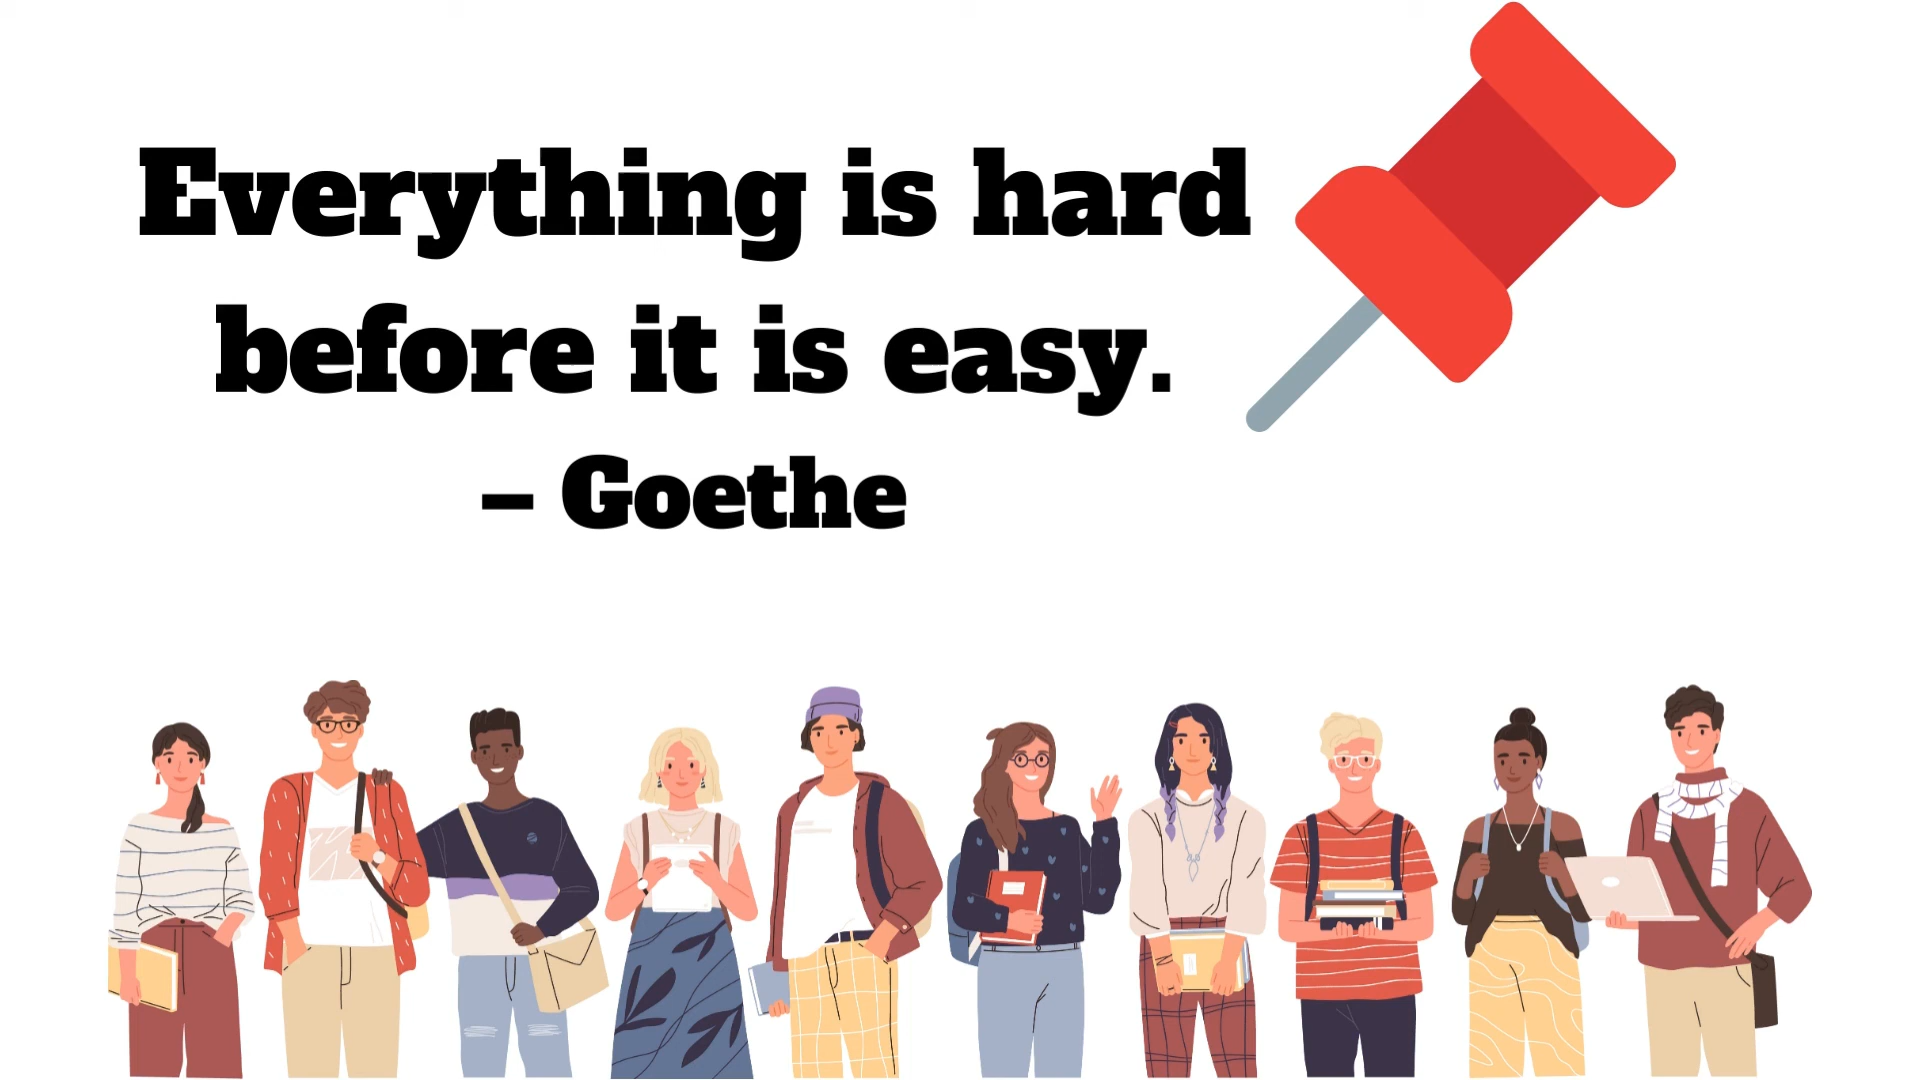 Everything is hard
before it is easy.
– Goethe